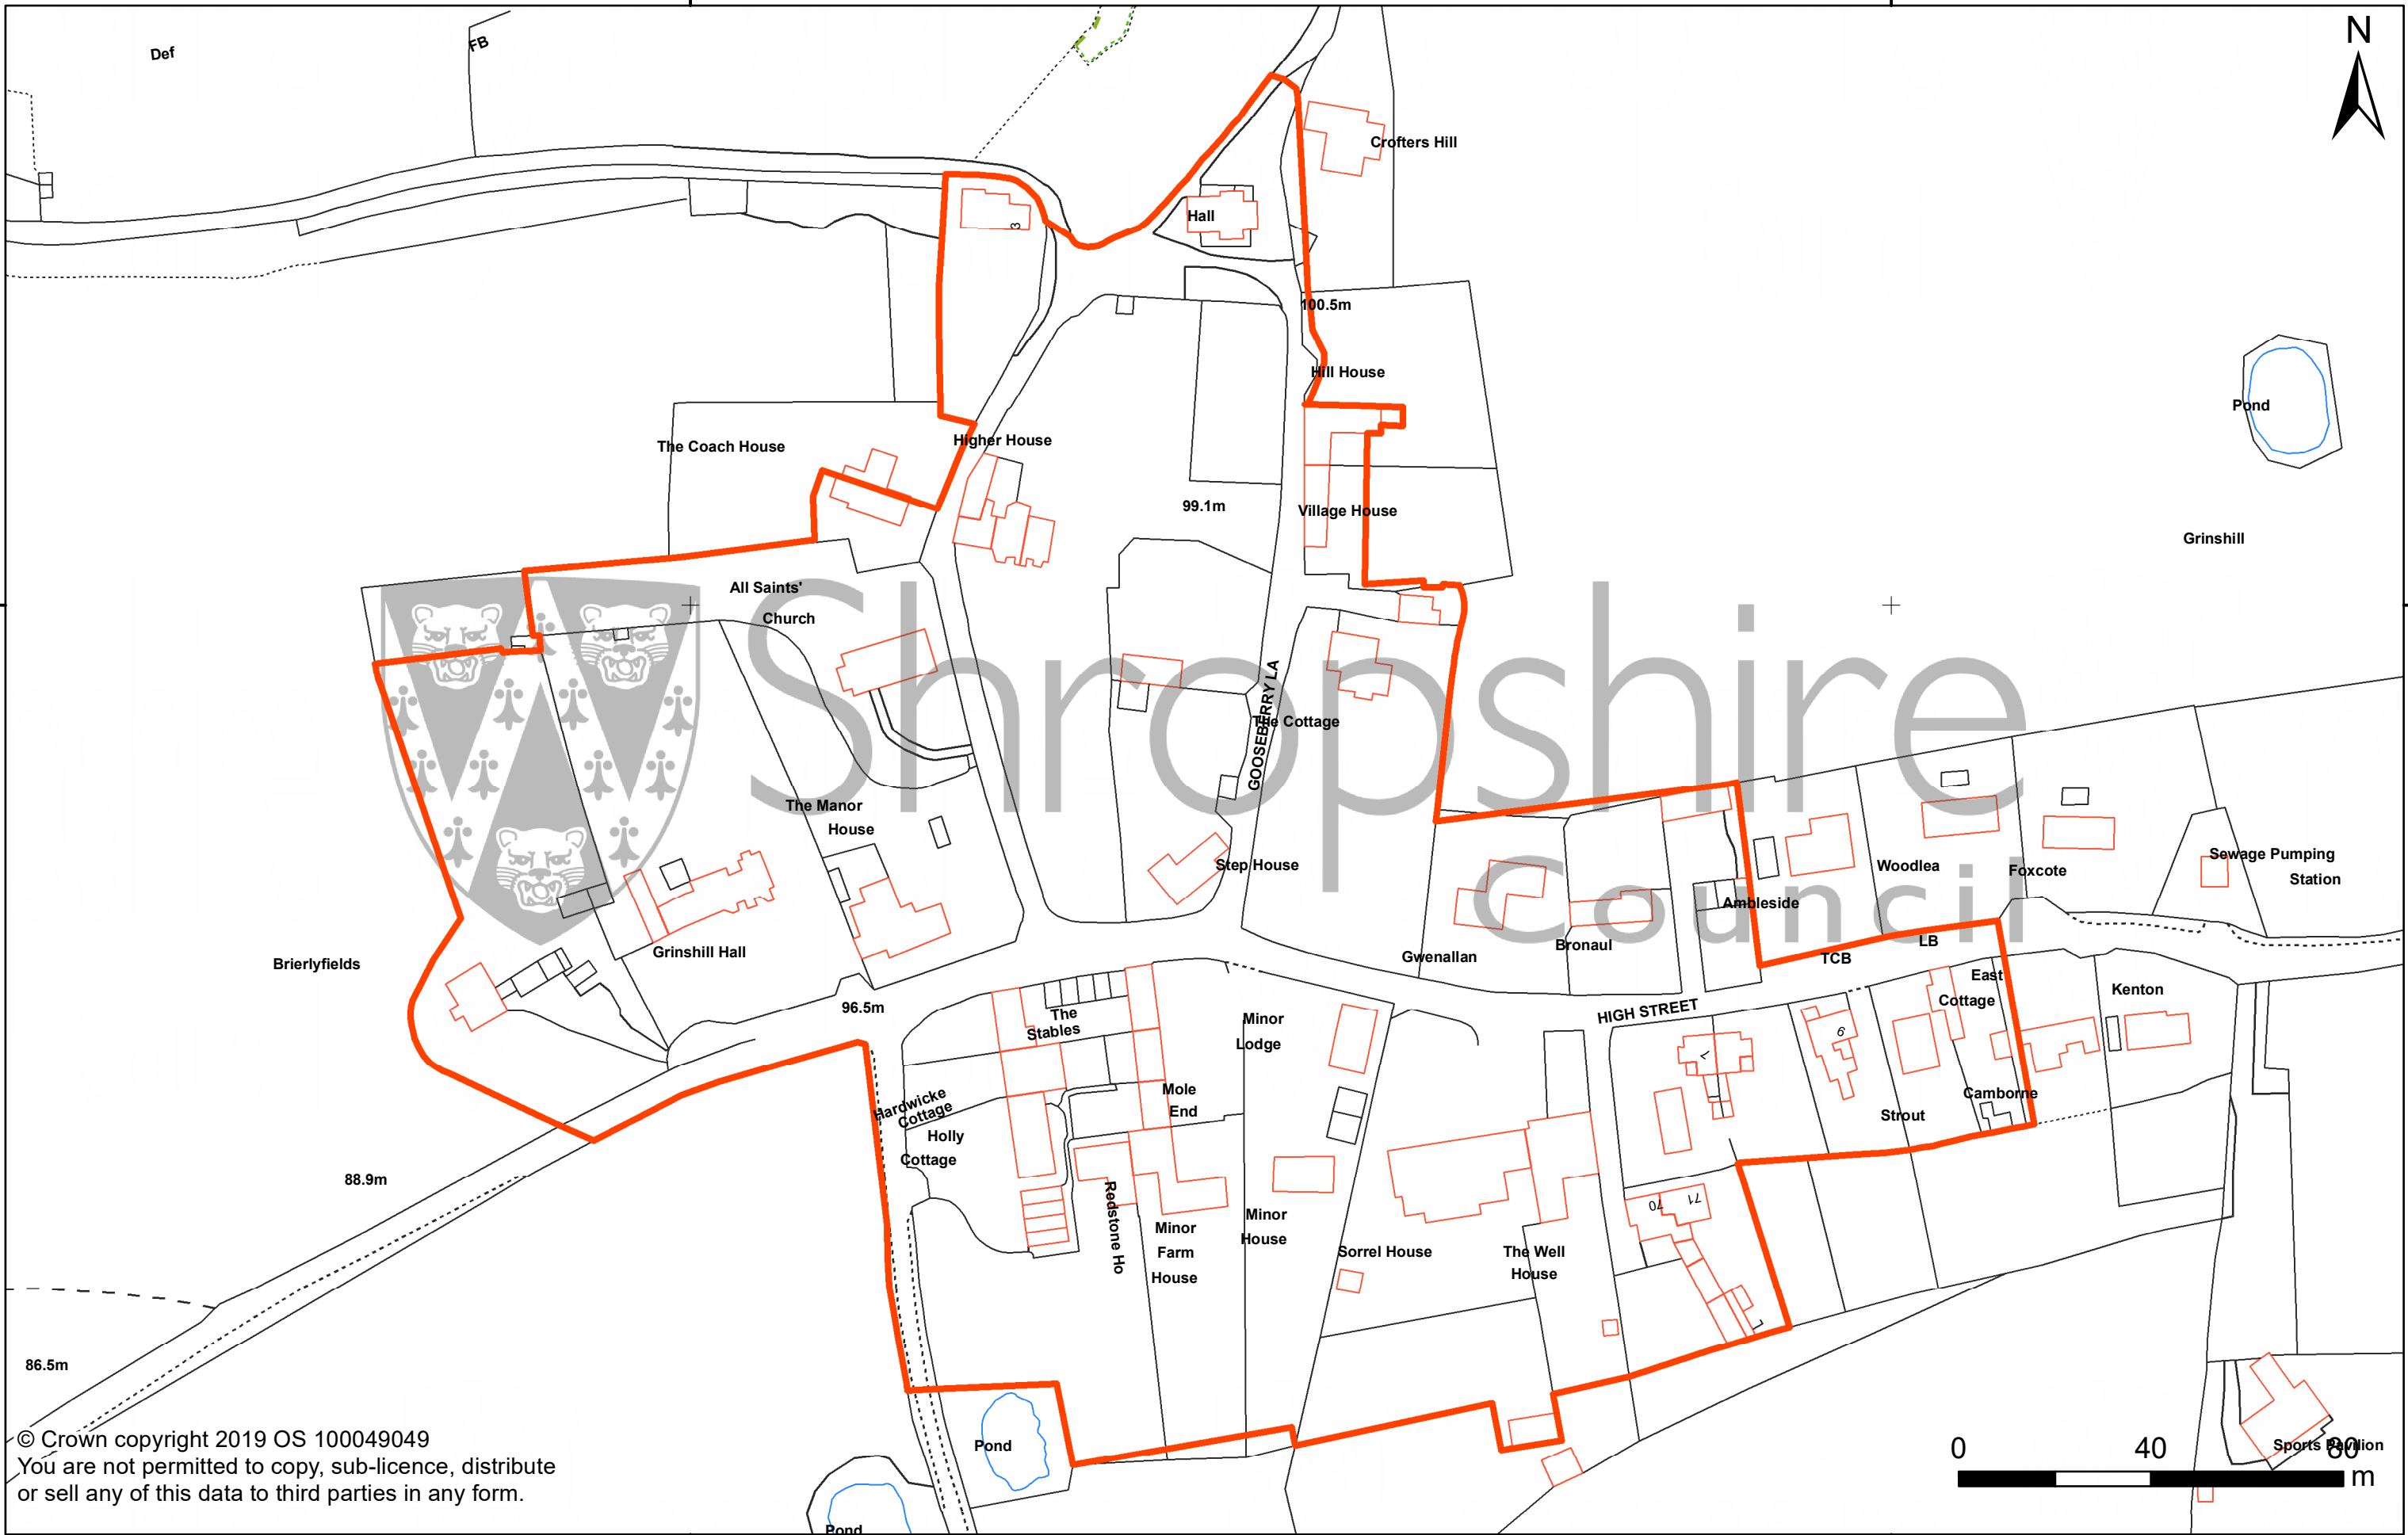 Def
FB
N
Crofters Hill
Hall
3
100.5m
Hill House
Pond
The Coach House
Higher House
99.1m
Village House
Grinshill
All Saints'
Church
Shropshire
Council
GOOSEBERRY LA
The Cottage
The Manor
House
Step House
Sewage Pumping
Station
Woodlea
Foxcote
Ambleside
Grinshill Hall
Gwenallan
Bronaul
LB
TCB
Brierlyfields
East
Cottage
Kenton
96.5m
HIGH STREET
The
Stables
Minor
Lodge
6
1
Mole
End
Hardwicke
Cottage
Camborne
Strout
Holly
Cottage
88.9m
Redstone Ho
70
71
Minor
Farm
House
Minor
House
Sorrel House
The Well
House
86.5m
Pond
Pond
Sports Pavilion
0 40 80
m
© Crown copyright 2019 OS 100049049
You are not permitted to copy, sub-licence, distribute
or sell any of this data to third parties in any form.